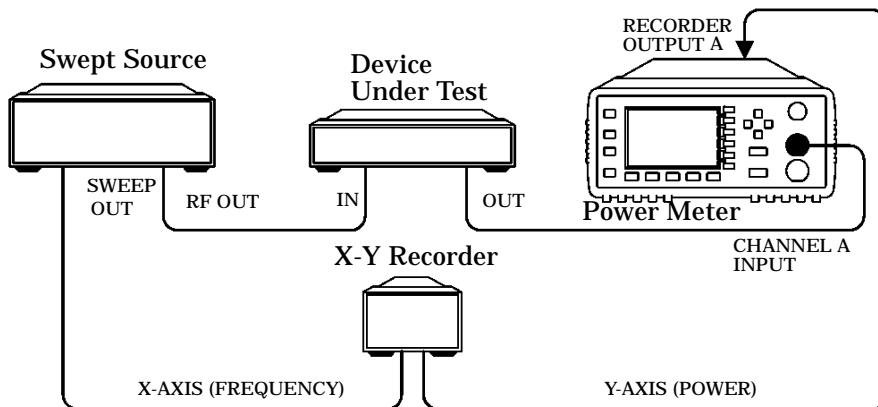 RECORDER
OUTPUT A
Swept Source
Device
Under Test
SWEEP
OUT
RF OUT
IN
OUT
Power Meter
CHANNEL A
INPUT
X-Y Recorder
X-AXIS (FREQUENCY)
Y-AXIS (POWER)